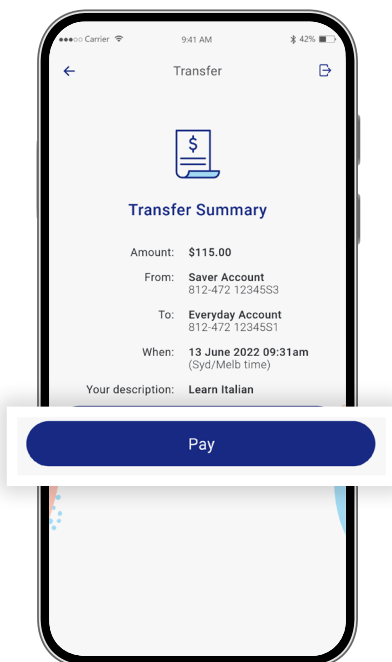 Carrier 9:41 AM 42%
Transfer
$
Transfer Summary
Amount: $115.00
From: Saver Account
812-472 12345S3
To: Everyday Account
812-472 12345S1
When: 13 June 2022 09:31am
(Syd/Melb time)
Your description: Learn Italian
Pay